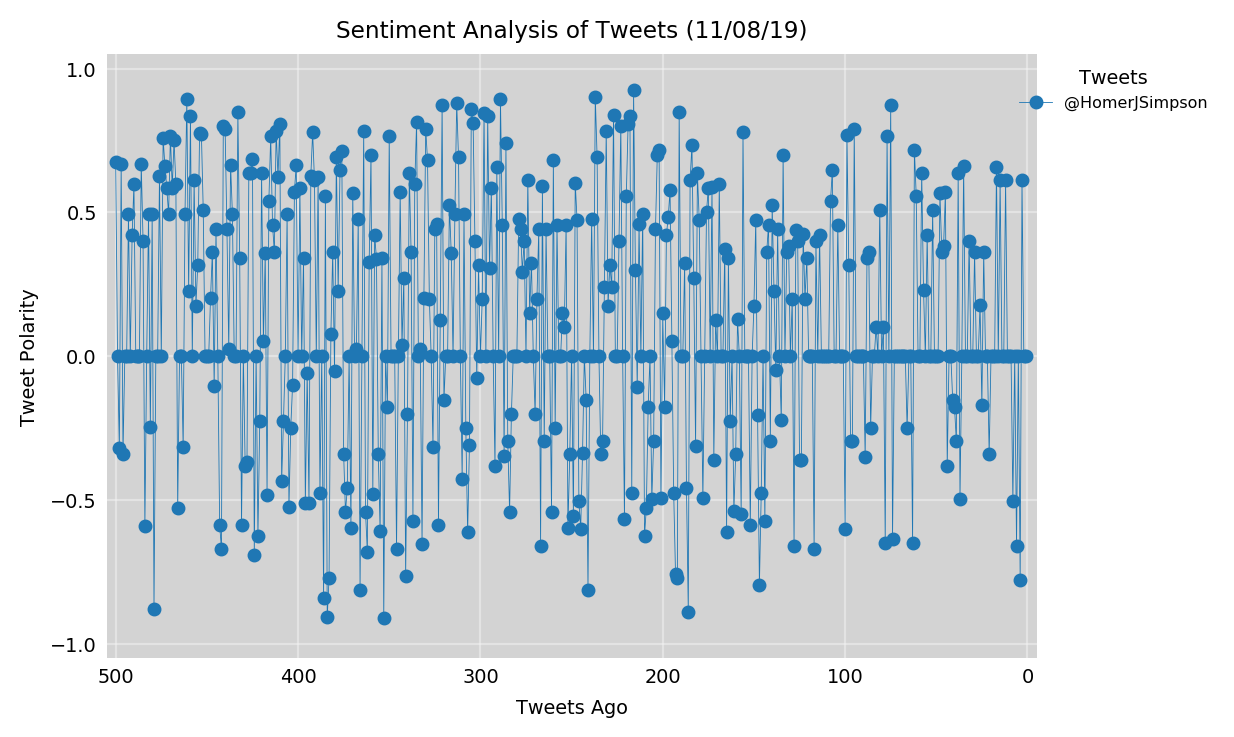 Sentiment Analysis of Tweets (11/08/19)
Tweets
@HomerJSimpson
Tweet Polarity
1.0
0.5
0.0
−0.5
−1.0
500 400 300 200 100 0
Tweets Ago